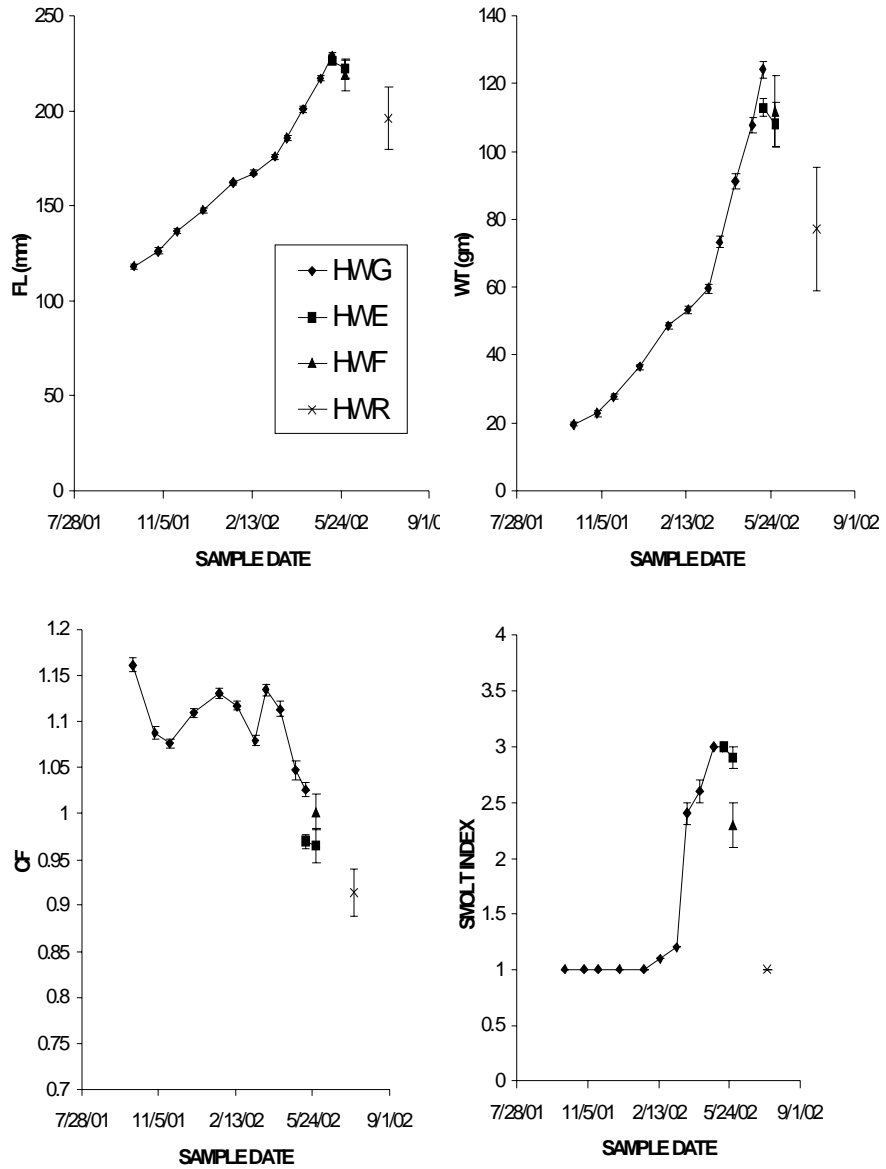 250
200
150
100
50
0
FL (mm)
HWG
HWE
HWF
HWR
7/28/01 11/5/01 2/13/02 5/24/02 9/1/0
SAMPLE DATE
140
120
100
80
60
40
20
0
WT (gm)
7/28/01 11/5/01 2/13/02 5/24/02 9/1/02
SAMPLE DATE
1.2
1.15
1.1
1.05
1
0.95
0.9
0.85
0.8
0.75
0.7
CF
7/28/01 11/5/01 2/13/02 5/24/02 9/1/02
SAMPLE DATE
4
3.5
3
2.5
2
1.5
1
0.5
0
SMOLT INDEX
7/28/01 11/5/01 2/13/02 5/24/02 9/1/02
SAMPLE DATE